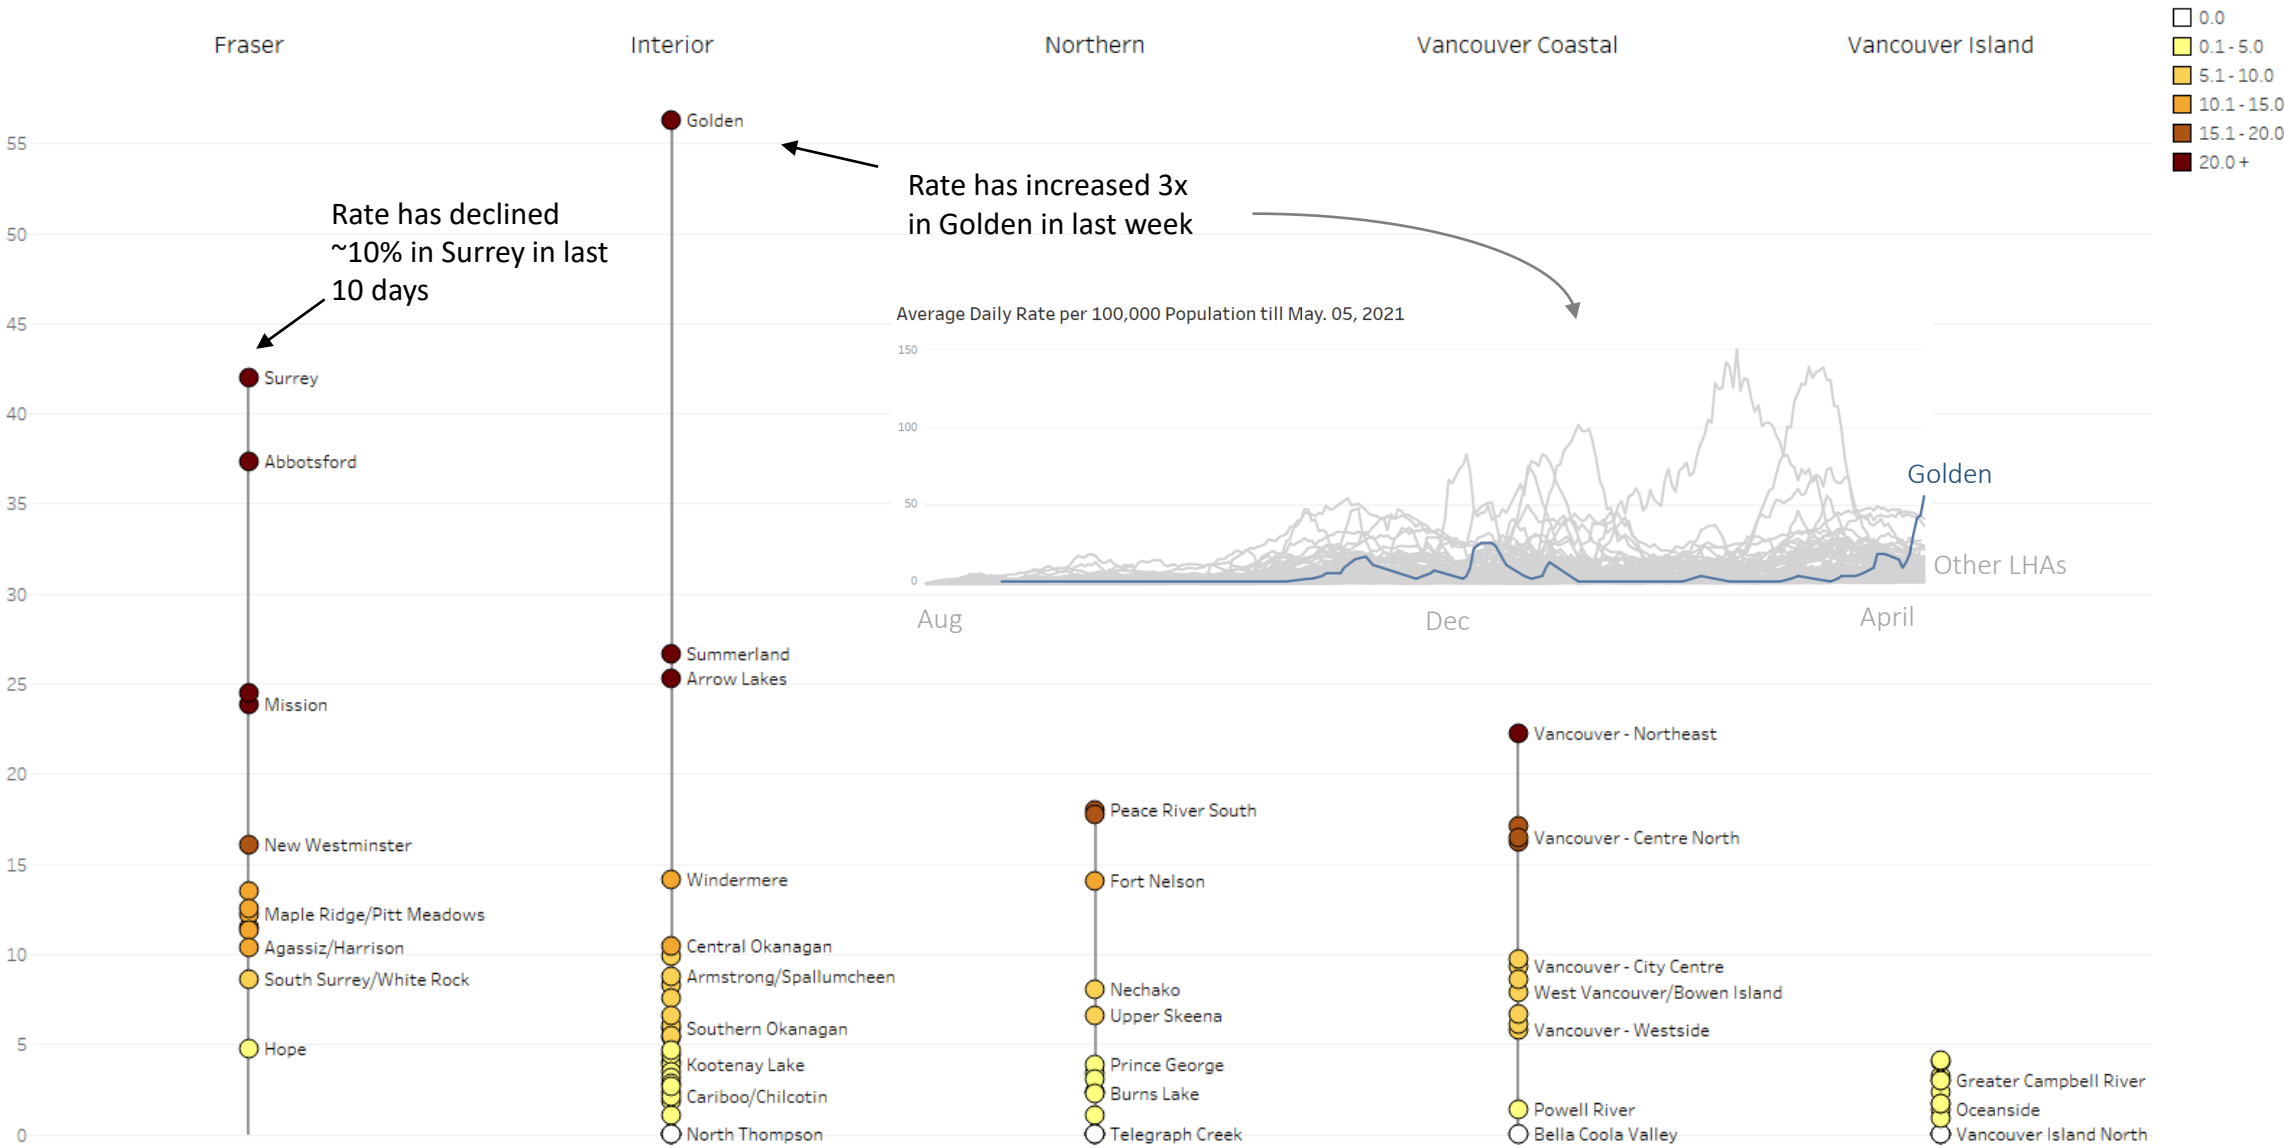 Fraser
Interior
Northern
Vancouver Coastal
Vancouver Island
0.0
0.1 - 5.0
5.1 - 10.0
10.1 - 15.0
15.1 - 20.0
20.0 +
55
50
45
40
35
30
25
20
15
10
5
0
Rate has declined
~10% in Surrey in last
10 days
Surrey
Abbotsford
Mission
New Westminster
Maple Ridge/Pitt Meadows
Agassiz/Harrison
South Surrey/White Rock
Hope
Golden
Rate has increased 3x
in Golden in last week
Summerland
Arrow Lakes
Windermere
Central Okanagan
Armstrong/Spallumcheen
Southern Okanagan
Kootenay Lake
Cariboo/Chilcotin
North Thompson
Average Daily Rate per 100,000 Population till May. 05, 2021
150
100
50
0
Golden
Other LHAs
Aug
Dec
April
Peace River South
Fort Nelson
Nechako
Upper Skeena
Prince George
Burns Lake
Telegraph Creek
Vancouver - Northeast
Vancouver - Centre North
Vancouver - City Centre
West Vancouver/Bowen Island
Vancouver - Westside
Powell River
Bella Coola Valley
Greater Campbell River
Oceanside
Vancouver Island North